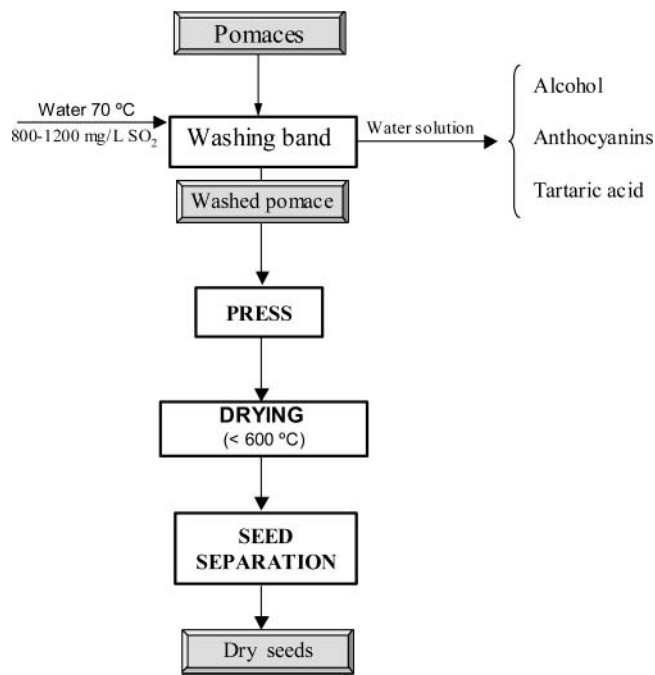 Pomaces
Water 70 ºC
800-1200 mg/L SO₂
Washing band
Water solution
Alcohol
Anthocyanins
Tartaric acid
Washed pomace
PRESS
DRYING
(< 600 ºC)
SEED
SEPARATION
Dry seeds